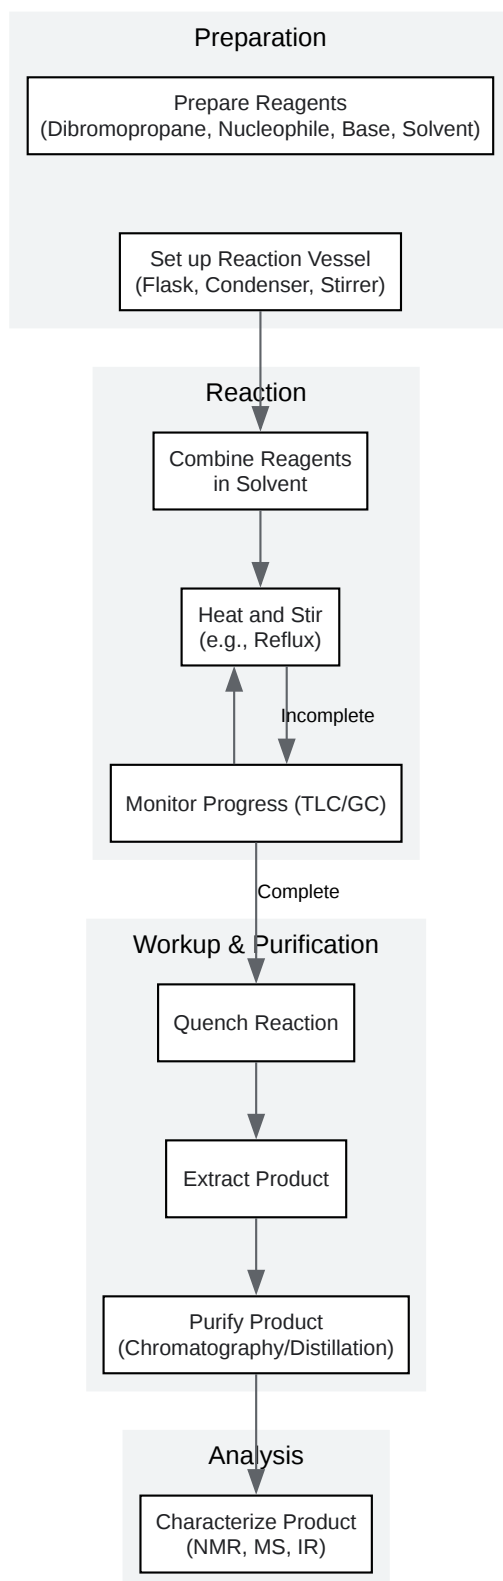 Preparation
Prepare Reagents
(Dibromopropane, Nucleophile, Base, Solvent)
Set up Reaction Vessel
(Flask, Condenser, Stirrer)
Reaction
Combine Reagents
in Solvent
Heat and Stir
(e.g., Reflux)
Incomplete
Monitor Progress (TLC/GC)
Complete
Workup & Purification
Quench Reaction
Extract Product
Purify Product
(Chromatography/Distillation)
Analysis
Characterize Product
(NMR, MS, IR)